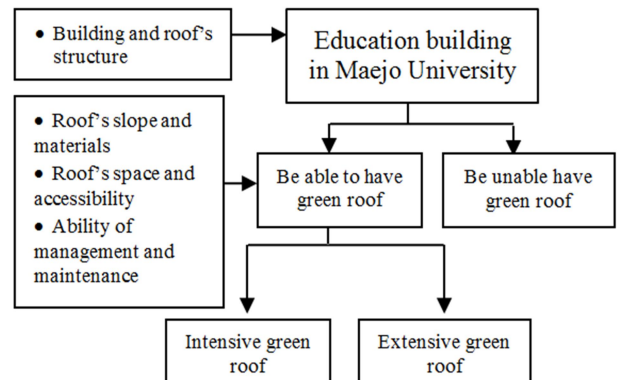 • Building and roof's
structure
Education building
in Maejo University
• Roof's slope and
materials
• Roof's space and
accessibility
• Ability of
management and
maintenance
Be able to have
green roof
Be unable have
green roof
Intensive green
roof
Extensive green
roof